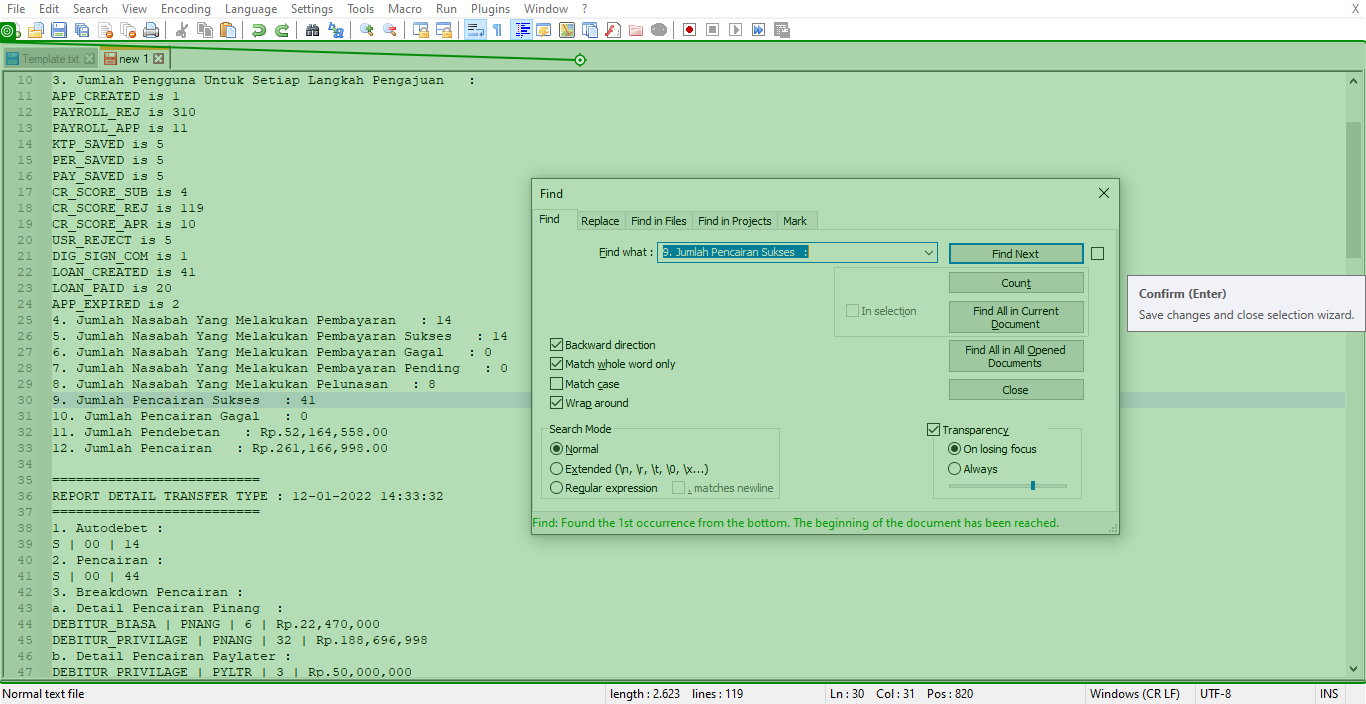 File Edit Search View Encoding Language Settings Tools Macro Run Plugins Window ? X
Template.txt new 1
10 3. Jumlah Pengguna Untuk Setiap Langkah Pengajuan :
11 APP_CREATED is 1
12 PAYROLL_REJ is 310
13 PAYROLL_APP is 11
14 KTP_SAVED is 5
15 PER_SAVED is 5
16 PAY_SAVED is 5
17 CR_SCORE_SUB is 4
18 CR_SCORE_REJ is 119
19 CR_SCORE_APR is 10
20 USR_REJECT is 5
21 DIG_SIGN_COM is 1
22 LOAN_CREATED is 41
23 LOAN_PAID is 20
24 APP_EXPIRED is 2
25 4. Jumlah Nasabah Yang Melakukan Pembayaran : 14
26 5. Jumlah Nasabah Yang Melakukan Pembayaran Sukses : 14
27 6. Jumlah Nasabah Yang Melakukan Pembayaran Gagal : 0
28 7. Jumlah Nasabah Yang Melakukan Pembayaran Pending : 0
29 8. Jumlah Nasabah Yang Melakukan Pelunasan : 8
30 9. Jumlah Pencairan Sukses : 41
31 10. Jumlah Pencairan Gagal : 0
32 11. Jumlah Pendebetan : Rp.52,164,558.00
33 12. Jumlah Pencairan : Rp.261,166,998.00
34
35 ==========================
36 REPORT DETAIL TRANSFER TYPE : 12-01-2022 14:33:32
37 ==========================
38 1. Autodebet :
39 S | 00 | 14
40 2. Pencairan :
41 S | 00 | 44
42 3. Breakdown Pencairan :
43 a. Detail Pencairan Pinang :
44 DEBITUR_BIASA | PNANG | 6 | Rp.22,470,000
45 DEBITUR_PRIVILAGE | PNANG | 32 | Rp.188,696,998
46 b. Detail Pencairan Paylater :
47 DEBITUR PRIVILAGE | PYLTR | 3 | Rp.50,000,000
Find
Find Replace Find in Files Find in Projects Mark
Find what : 9. Jumlah Pencairan Sukses : Find Next
Count
In selection
Find All in Current
Document
Find All in All Opened
Documents
Close
Backward direction
Match whole word only
Match case
Wrap around
Search Mode
Normal
Extended (\n, \r, \t, \0, \x...)
Regular expression . matches newline
Transparency
On losing focus
Always
Find: Found the 1st occurrence from the bottom. The beginning of the document has been reached.
Confirm (Enter)
Save changes and close selection wizard.
Normal text file length : 2.623 lines : 119 Ln : 30 Col : 31 Pos : 820 Windows (CR LF) UTF-8 INS